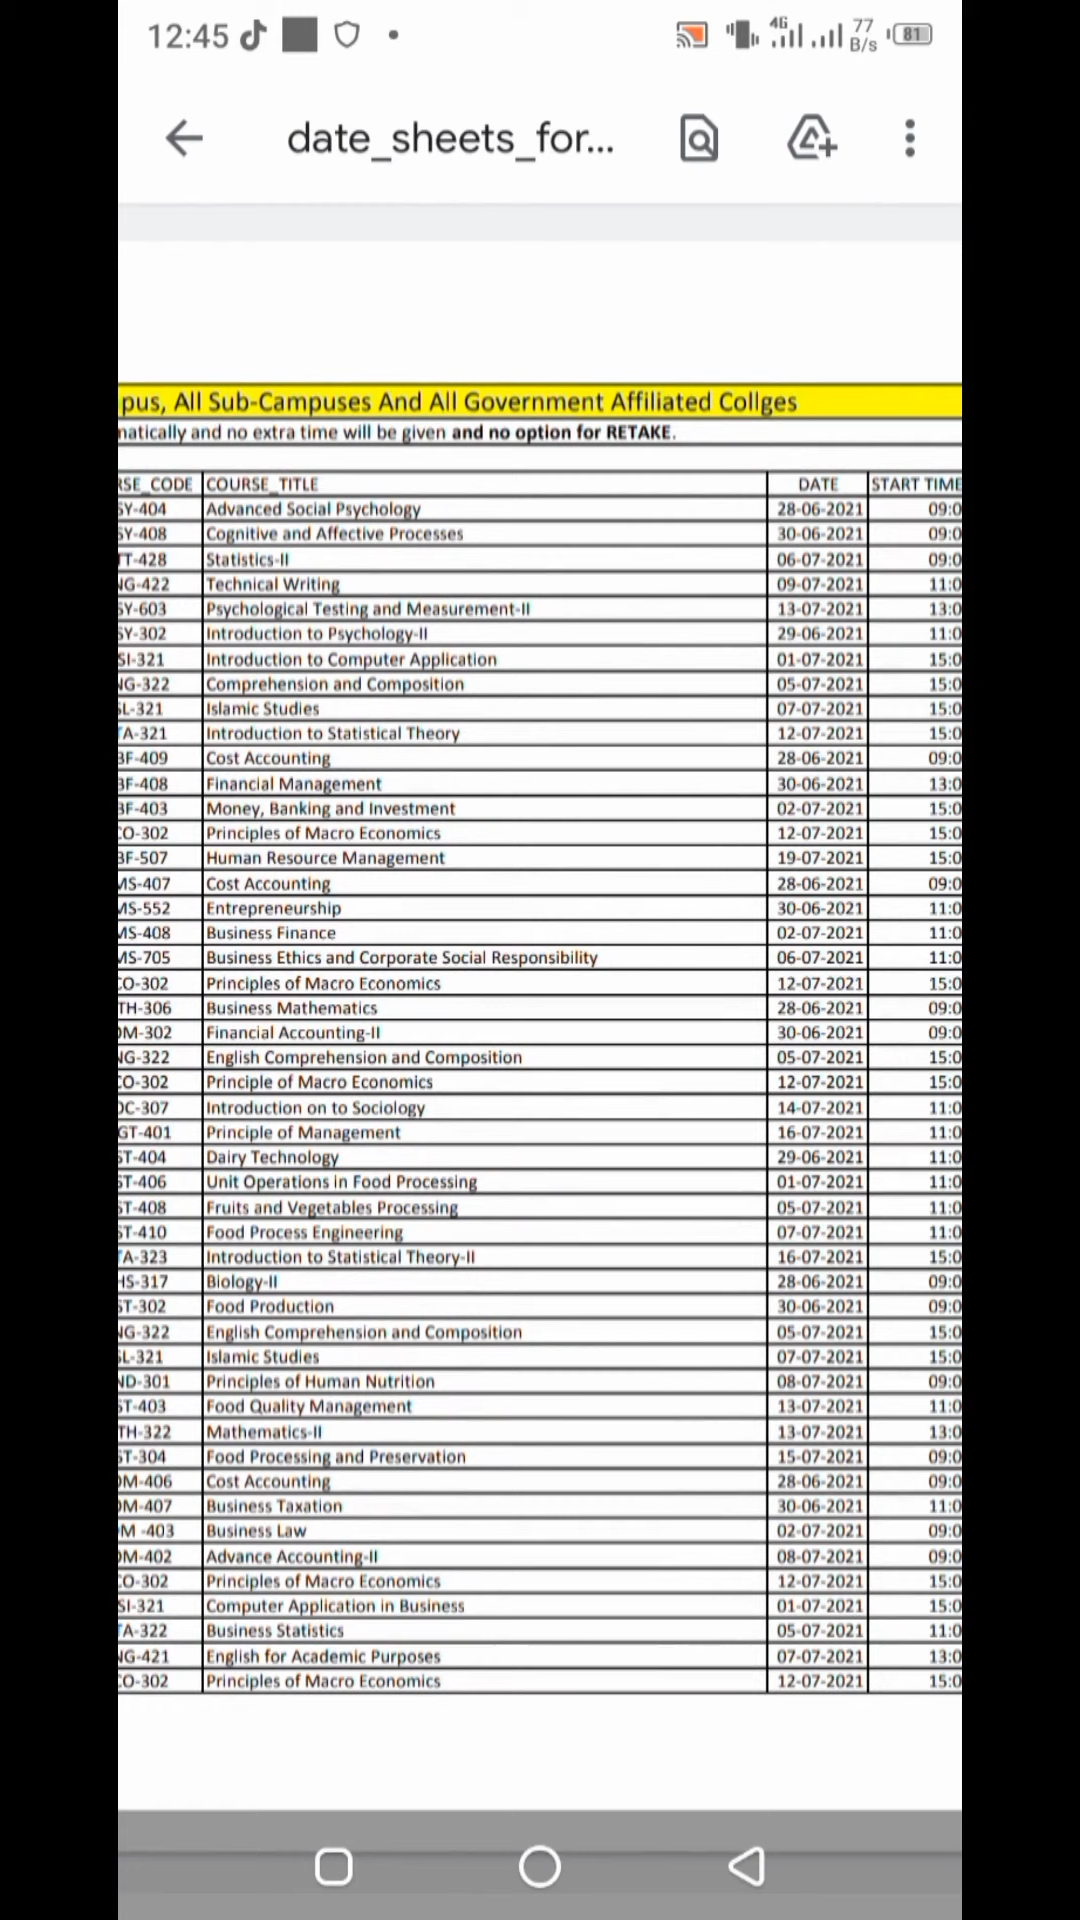 12:45 4G 77 B/s 81
date_sheets_for...
pus, All Sub-Campuses And All Government Affiliated Collges
matically and no extra time will be given and no option for RETAKE.
RSE_CODE COURSE_TITLE DATE START TIME
SY-404 Advanced Social Psychology 28-06-2021 09:0
SY-408 Cognitive and Affective Processes 30-06-2021 09:0
TT-428 Statistics-II 06-07-2021 09:0
NG-422 Technical Writing 09-07-2021 11:0
SY-603 Psychological Testing and Measurement-II 13-07-2021 13:0
SY-302 Introduction to Psychology-II 29-06-2021 11:0
SI-321 Introduction to Computer Application 01-07-2021 15:0
NG-322 Comprehension and Composition 05-07-2021 15:0
SL-321 Islamic Studies 07-07-2021 15:0
TA-321 Introduction to Statistical Theory 12-07-2021 15:0
BF-409 Cost Accounting 28-06-2021 09:0
BF-408 Financial Management 30-06-2021 13:0
BF-403 Money, Banking and Investment 02-07-2021 15:0
CO-302 Principles of Macro Economics 12-07-2021 15:0
BF-507 Human Resource Management 19-07-2021 15:0
MS-407 Cost Accounting 28-06-2021 09:0
MS-552 Entrepreneurship 30-06-2021 11:0
MS-408 Business Finance 02-07-2021 11:0
MS-705 Business Ethics and Corporate Social Responsibility 06-07-2021 11:0
CO-302 Principles of Macro Economics 12-07-2021 15:0
TH-306 Business Mathematics 28-06-2021 09:0
OM-302 Financial Accounting-II 30-06-2021 09:0
NG-322 English Comprehension and Composition 05-07-2021 15:0
CO-302 Principle of Macro Economics 12-07-2021 15:0
OC-307 Introduction on to Sociology 14-07-2021 11:0
GT-401 Principle of Management 16-07-2021 11:0
ST-404 Dairy Technology 29-06-2021 11:0
ST-406 Unit Operations in Food Processing 01-07-2021 11:0
ST-408 Fruits and Vegetables Processing 05-07-2021 11:0
ST-410 Food Process Engineering 07-07-2021 11:0
TA-323 Introduction to Statistical Theory-II 16-07-2021 15:0
HS-317 Biology-II 28-06-2021 09:0
ST-302 Food Production 30-06-2021 09:0
NG-322 English Comprehension and Composition 05-07-2021 15:0
SL-321 Islamic Studies 07-07-2021 15:0
ND-301 Principles of Human Nutrition 08-07-2021 09:0
ST-403 Food Quality Management 13-07-2021 11:0
TH-322 Mathematics-II 13-07-2021 13:0
ST-304 Food Processing and Preservation 15-07-2021 09:0
OM-406 Cost Accounting 28-06-2021 09:0
OM-407 Business Taxation 30-06-2021 11:0
M -403 Business Law 02-07-2021 09:0
OM-402 Advance Accounting-II 08-07-2021 09:0
CO-302 Principles of Macro Economics 12-07-2021 15:0
SI-321 Computer Application in Business 01-07-2021 15:0
TA-322 Business Statistics 05-07-2021 11:0
NG-421 English for Academic Purposes 07-07-2021 13:0
CO-302 Principles of Macro Economics 12-07-2021 15:0